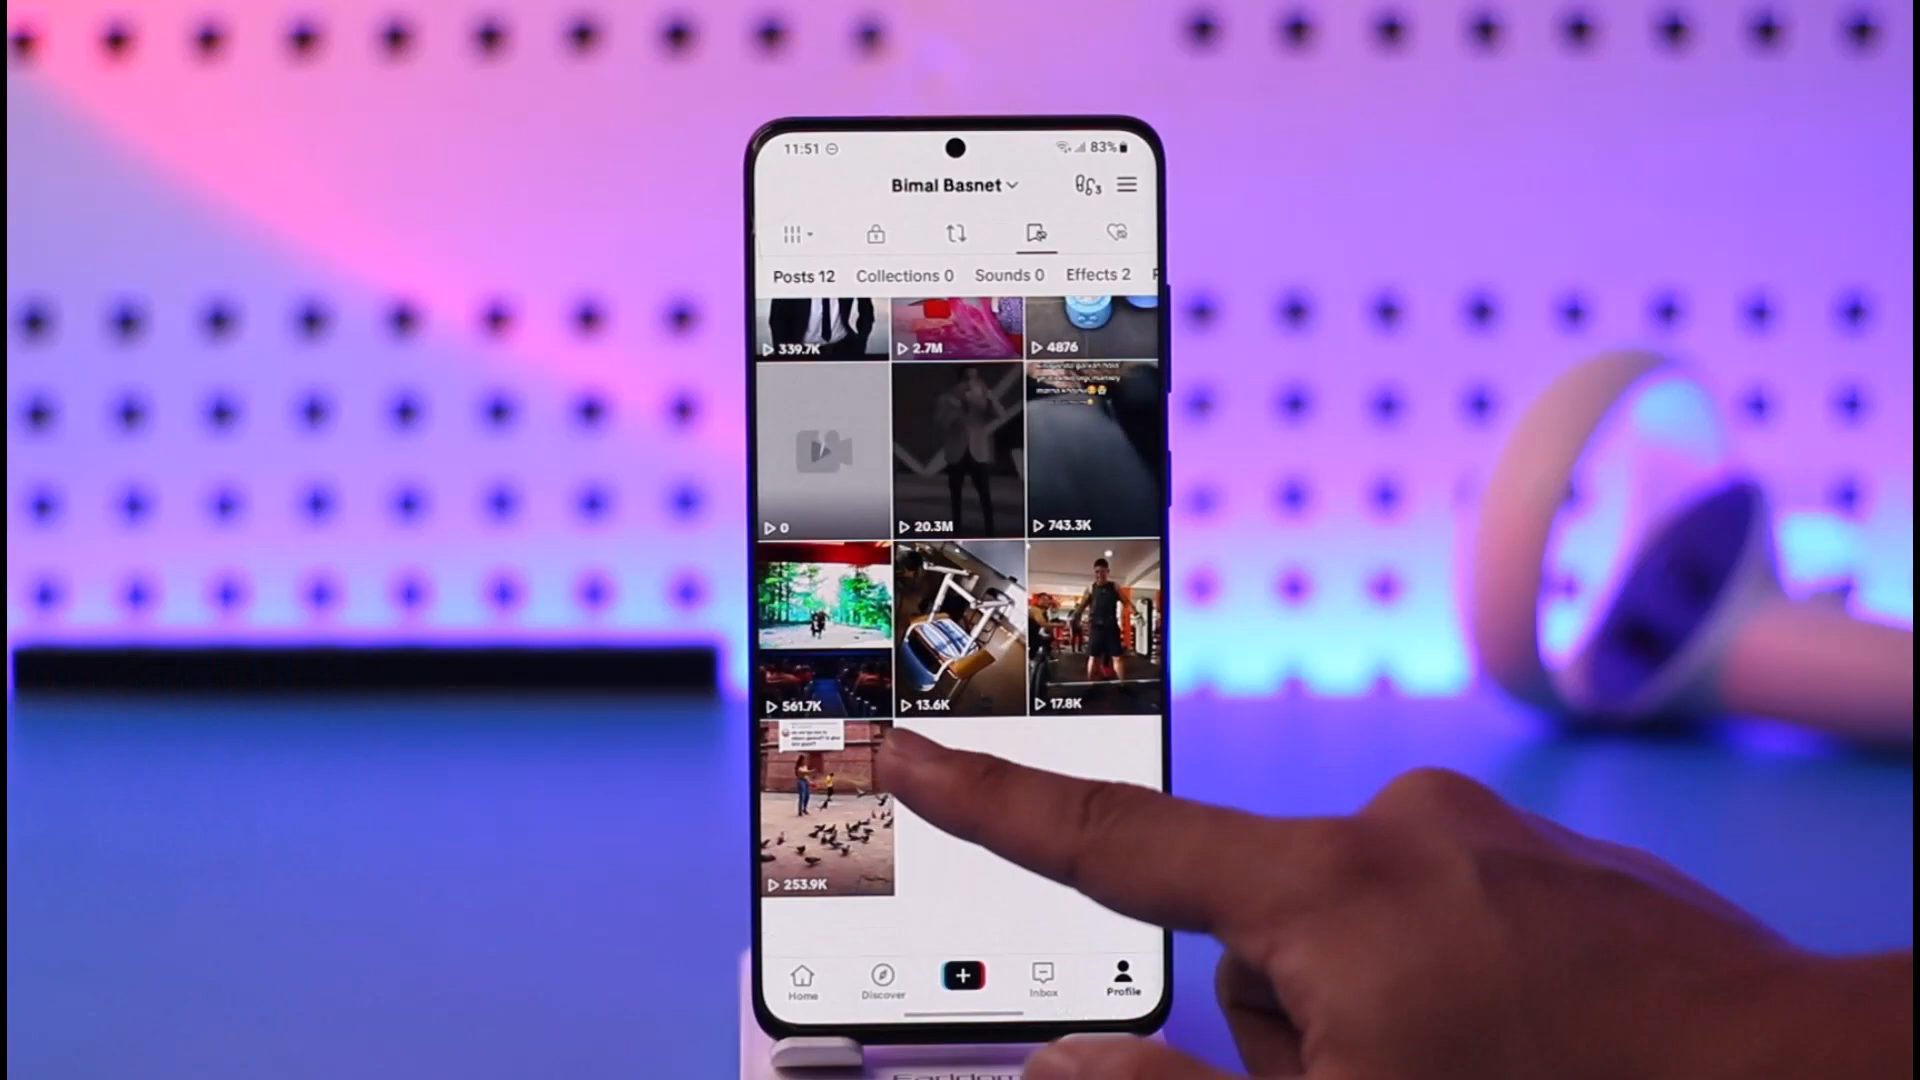 11:51
83%
Bimal Basnet
3
Posts 12
Collections 0
Sounds 0
Effects 2
339.7K
2.7M
4876
0
20.3M
743.3K
561.7K
13.6K
17.8K
253.9K
Home
Discover
Inbox
Profile